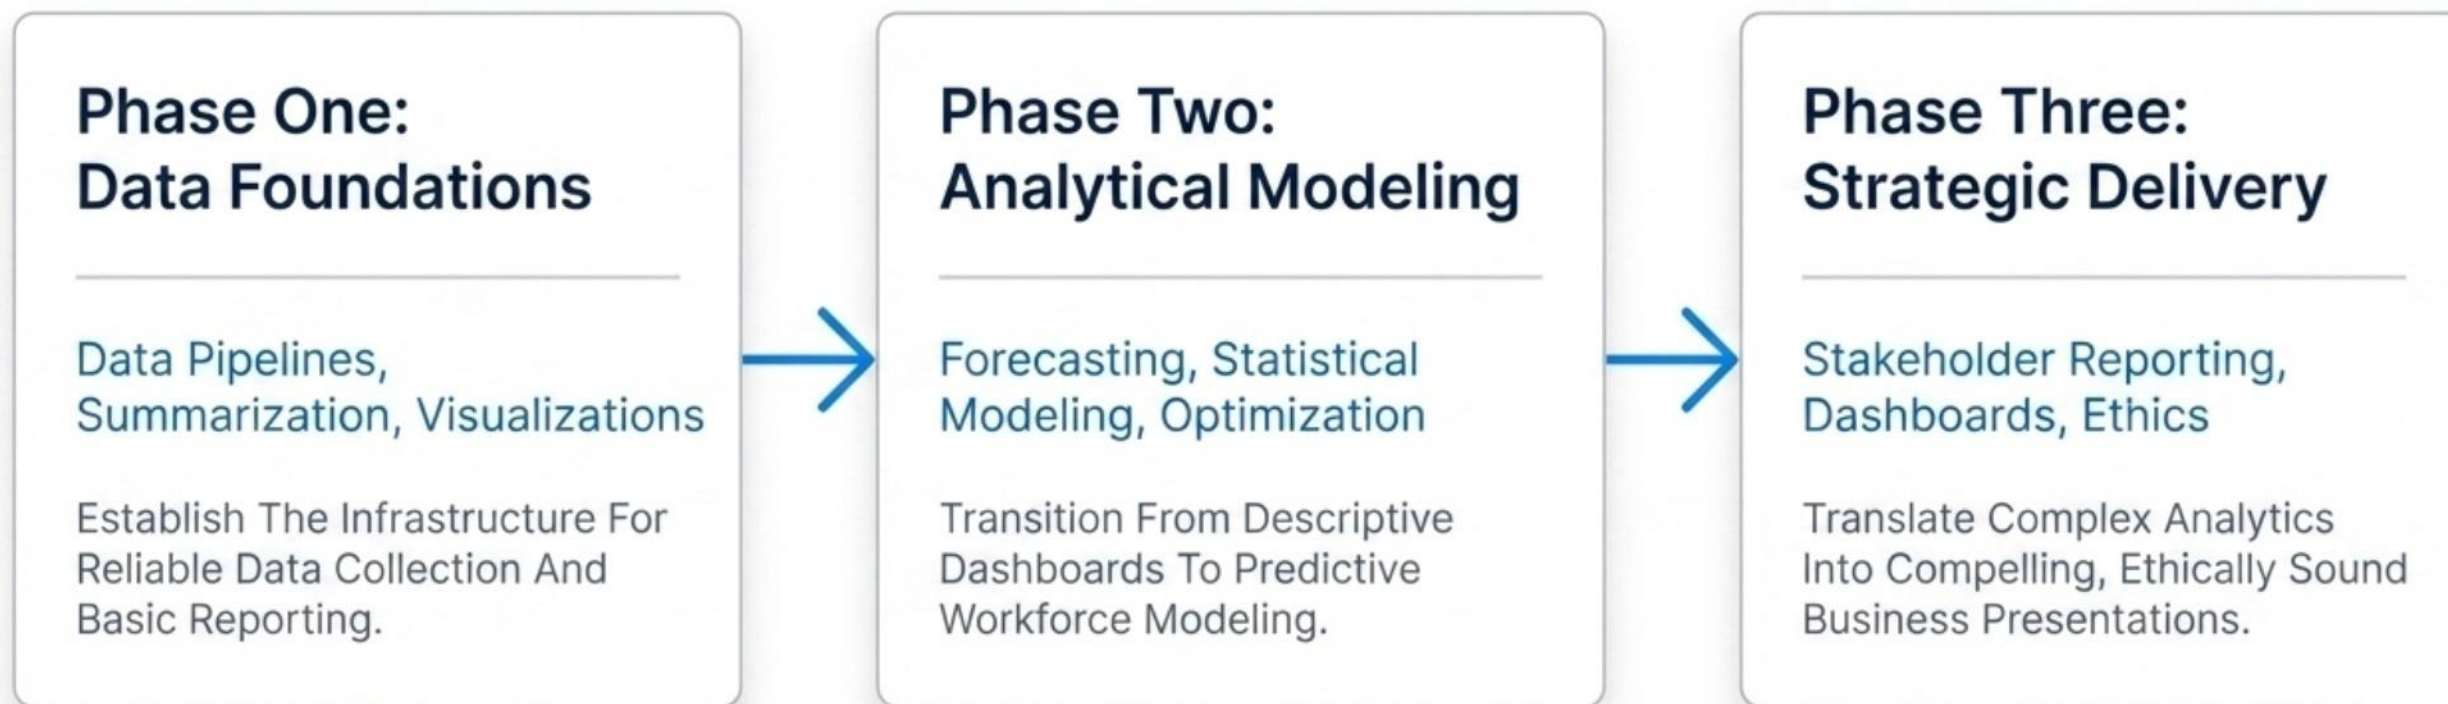 Phase One:
Data Foundations
Data Pipelines,
Summarization, Visualizations
Establish The Infrastructure For
Reliable Data Collection And
Basic Reporting.
Phase Two:
Analytical Modeling
Forecasting, Statistical
Modeling, Optimization
Transition From Descriptive
Dashboards To Predictive
Workforce Modeling.
Phase Three:
Strategic Delivery
Stakeholder Reporting,
Dashboards, Ethics
Translate Complex Analytics
Into Compelling, Ethically Sound
Business Presentations.